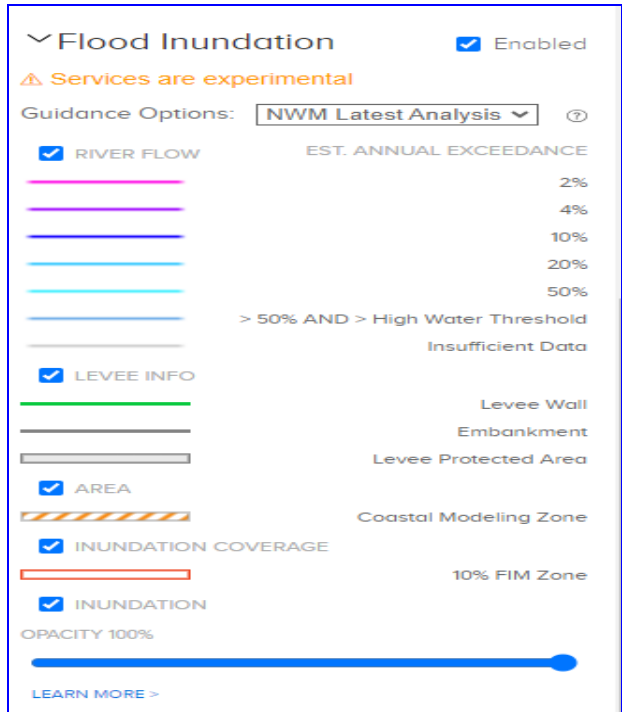 Flood Inundation Enabled
Services are experimental
Guidance Options: NWM Latest Analysis
RIVER FLOW EST. ANNUAL EXCEEDANCE
2%
4%
10%
20%
50%
> 50% AND > High Water Threshold
Insufficient Data
LEVEE INFO
Levee Wall
Embankment
Levee Protected Area
AREA
Coastal Modeling Zone
INUNDATION COVERAGE
10% FIM Zone
INUNDATION
OPACITY 100%
LEARN MORE >